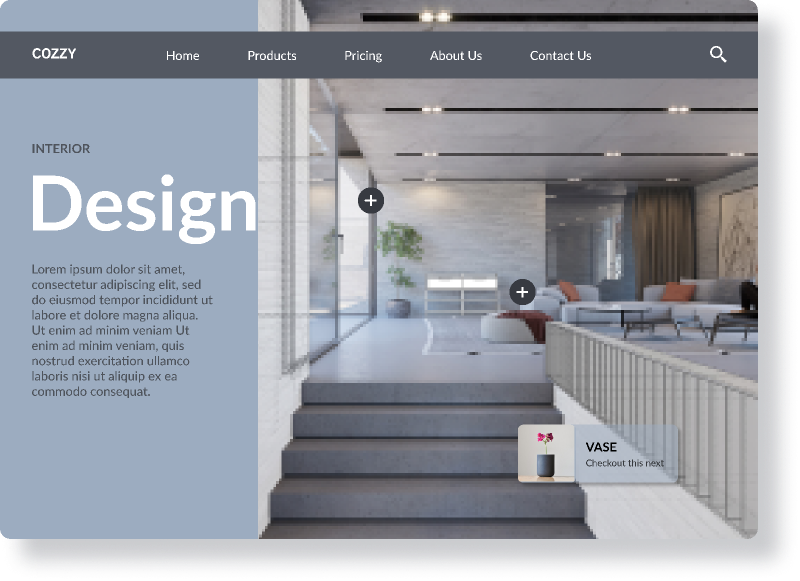 COZZY
Home Products Pricing About Us Contact Us
INTERIOR
Design
Lorem ipsum dolor sit amet,
consectetur adipiscing elit, sed
do eiusmod tempor incididunt ut
labore et dolore magna aliqua.
Ut enim ad minim veniam Ut
enim ad minim veniam, quis
nostrud exercitation ullamco
laboris nisi ut aliquip ex ea
commodo consequat.
VASE
Checkout this next